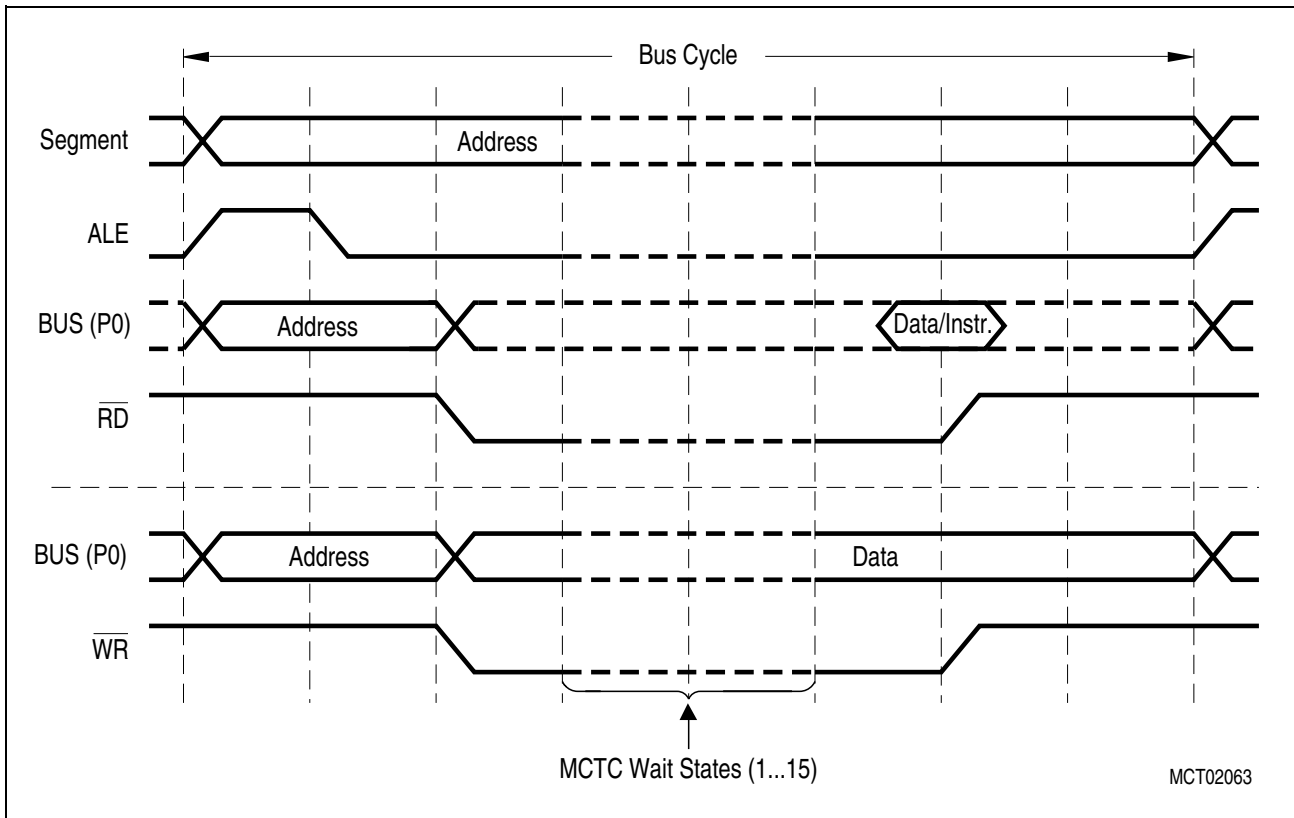 Bus Cycle
Segment
Address
ALE
BUS (P0)
Address
Data/Instr.
RD
BUS (P0)
Address
Data
WR
MCTC Wait States (1...15)
MCT02063